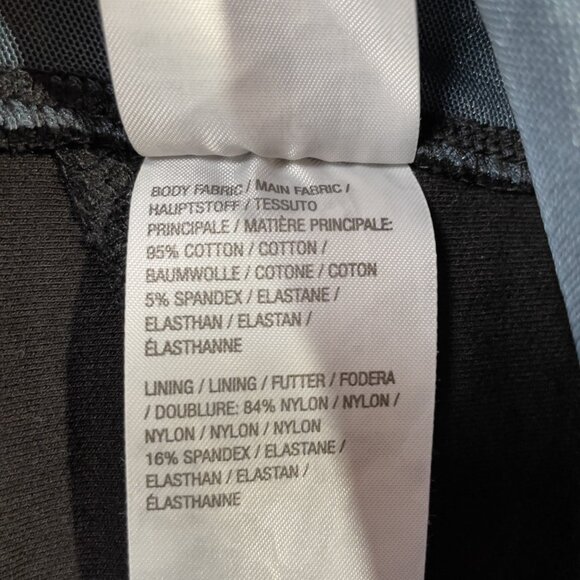 BODY FABRIC / MAIN FABRIC /
HAUPTSTOFF / TESSUTO
PRINCIPALE / MATIÈRE PRINCIPALE:
95% COTTON / COTTON /
BAUMWOLLE / COTONE / COTON
5% SPANDEX / ELASTANE /
ELASTHAN / ELASTAN /
ÉLASTHANNE
LINING / LINING / FUTTER / FODERA
/ DOUBLURE: 84% NYLON / NYLON /
NYLON / NYLON / NYLON
16% SPANDEX / ELASTANE /
ELASTHAN / ELASTAN /
ÉLASTHANNE